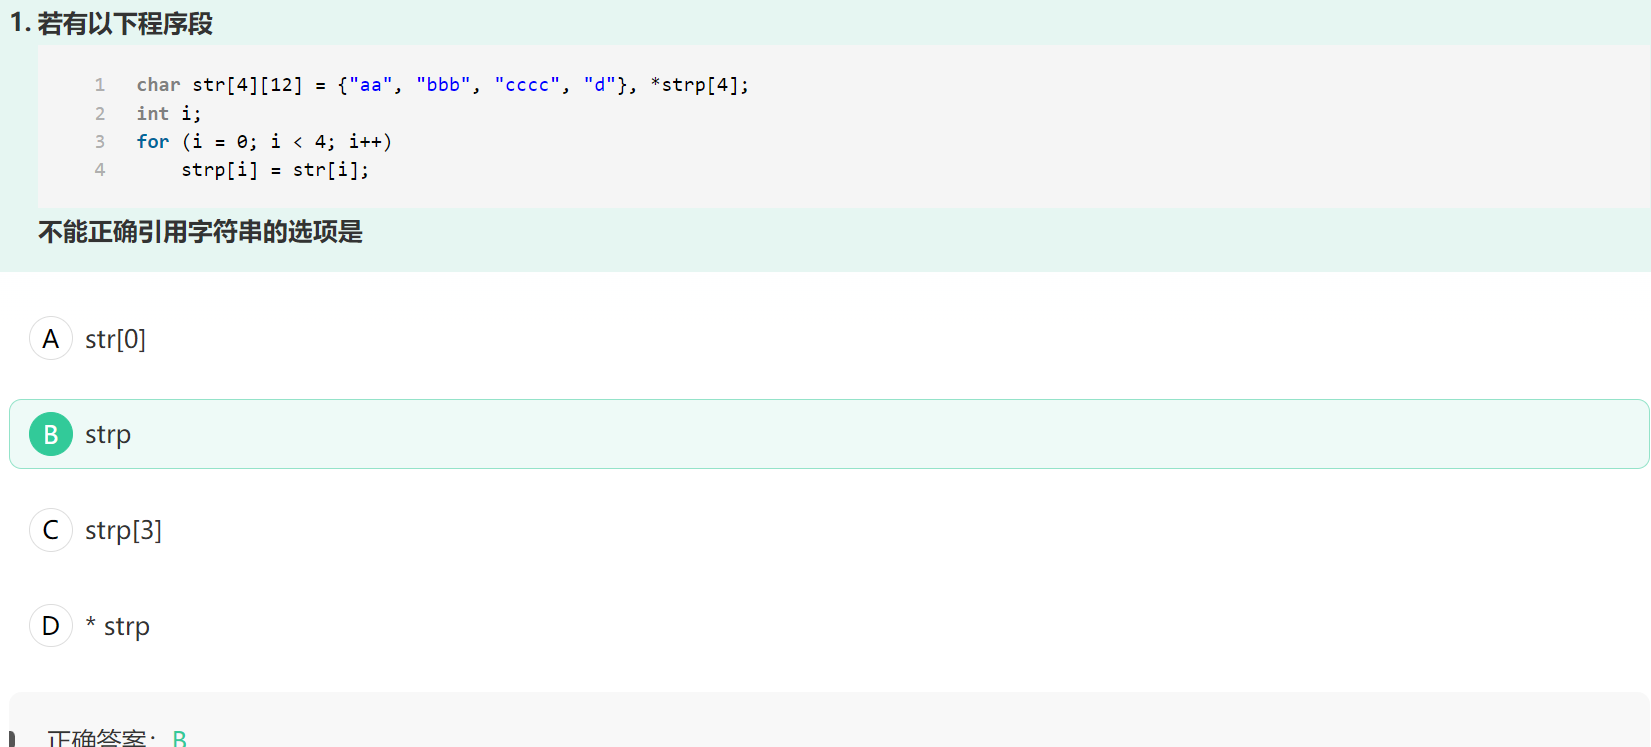 1. 若有以下程序段
1 char str[4][12] = {"aa", "bbb", "cccc", "d"}, *strp[4];
2 int i;
3 for (i = 0; i < 4; i++)
4 strp[i] = str[i];
不能正确引用字符串的选项是
A str[0]
B strp
C strp[3]
D * strp
正确答案: B